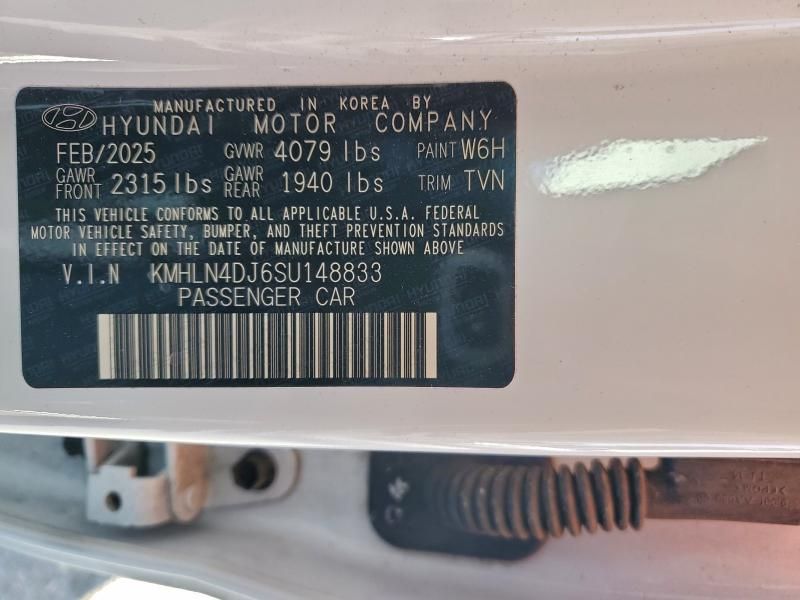 MANUFACTURED IN KOREA BY
HYUNDAI MOTOR COMPANY
FEB/2025 GVWR 4079 lbs PAINT W6H
GAWR FRONT 2315 lbs GAWR REAR 1940 lbs TRIM TVN
THIS VEHICLE CONFORMS TO ALL APPLICABLE U.S.A. FEDERAL
MOTOR VEHICLE SAFETY, BUMPER, AND THEFT PREVENTION STANDARDS
IN EFFECT ON THE DATE OF MANUFACTURE SHOWN ABOVE
V.I.N KMHLN4DJ6SU148833
PASSENGER CAR